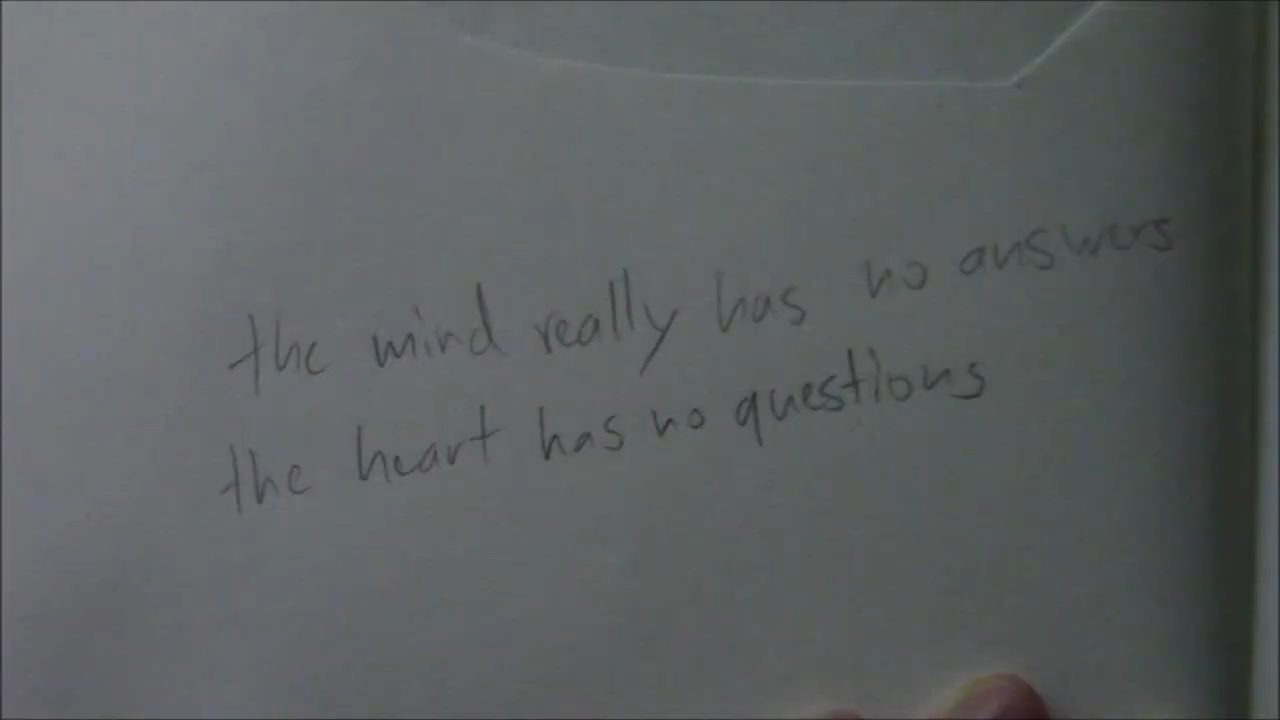 the mind really has no answers
the heart has no questions